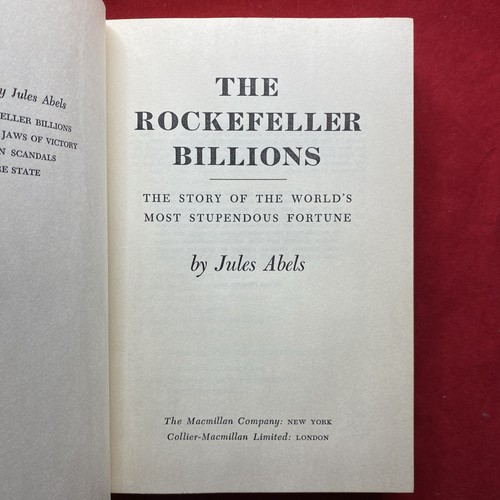 by Jules Abels
BILLIONS
JAWS OF VICTORY
SCANDALS
STATE
THE
ROCKEFELLER
BILLIONS
THE STORY OF THE WORLD'S
MOST STUPENDOUS FORTUNE
by Jules Abels
The Macmillan Company: NEW YORK
Collier-Macmillan Limited: LONDON